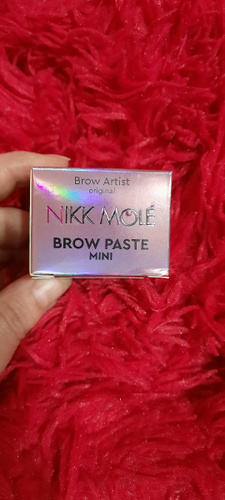 Brow Artist
original
NIKK MOLÉ
BROW PASTE
MINI